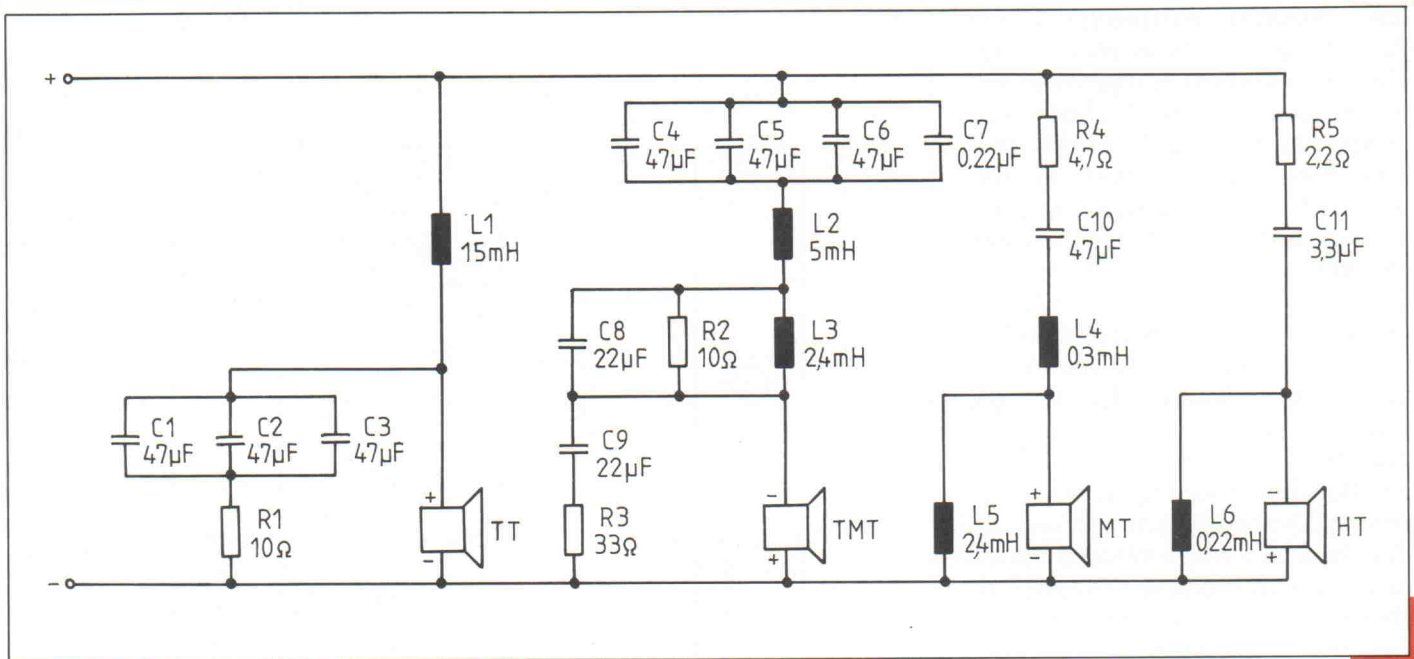 +
C4
47µF
C5
47µF
C6
47µF
C7
0,22µF
R4
4,7Ω
R5
2,2Ω
L1
15mH
L2
5mH
C10
47µF
C11
3,3µF
C8
22µF
R2
10Ω
L3
2,4mH
L4
0,3mH
C1
47µF
C2
47µF
C3
47µF
C9
22µF
R1
10Ω
+
TT
-
R3
33Ω
-
TMT
+
L5
2,4mH
+
MT
-
L6
0,22mH
-
HT
+
-